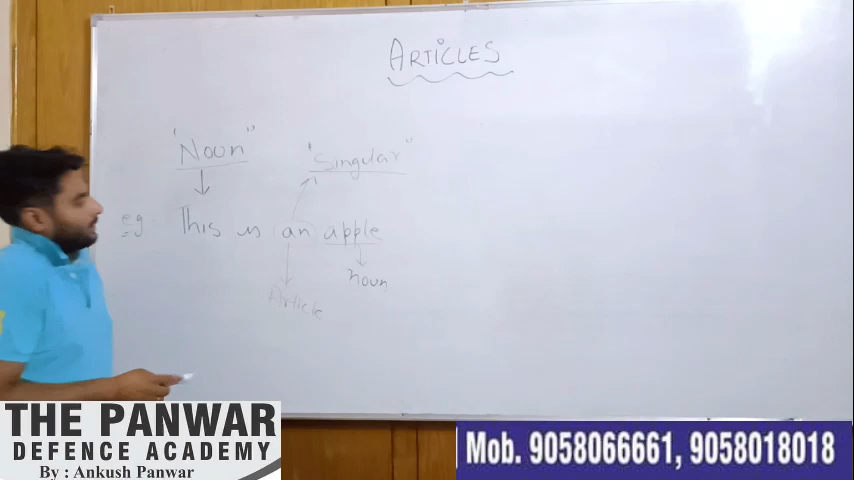 ARTICLES
"Noun"
"Singular"
eg This is an apple
noun
Article
THE PANWAR
DEFENCE ACADEMY
By : Ankush Panwar
Mob. 9058066661, 9058018018